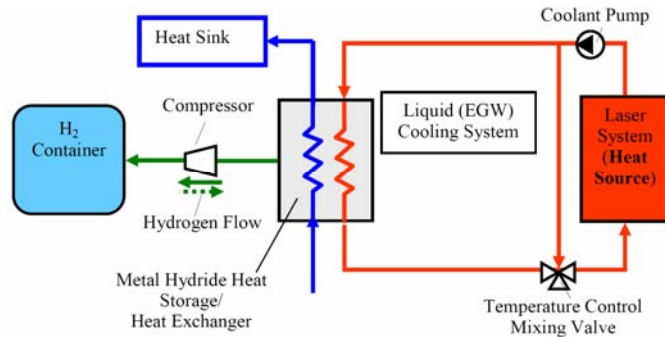 Coolant Pump
Heat Sink
Compressor
Liquid (EGW)
Cooling System
Laser
System
(Heat
Source)
H2
Container
Hydrogen Flow
Metal Hydride Heat
Storage/
Heat Exchanger
Temperature Control
Mixing Valve